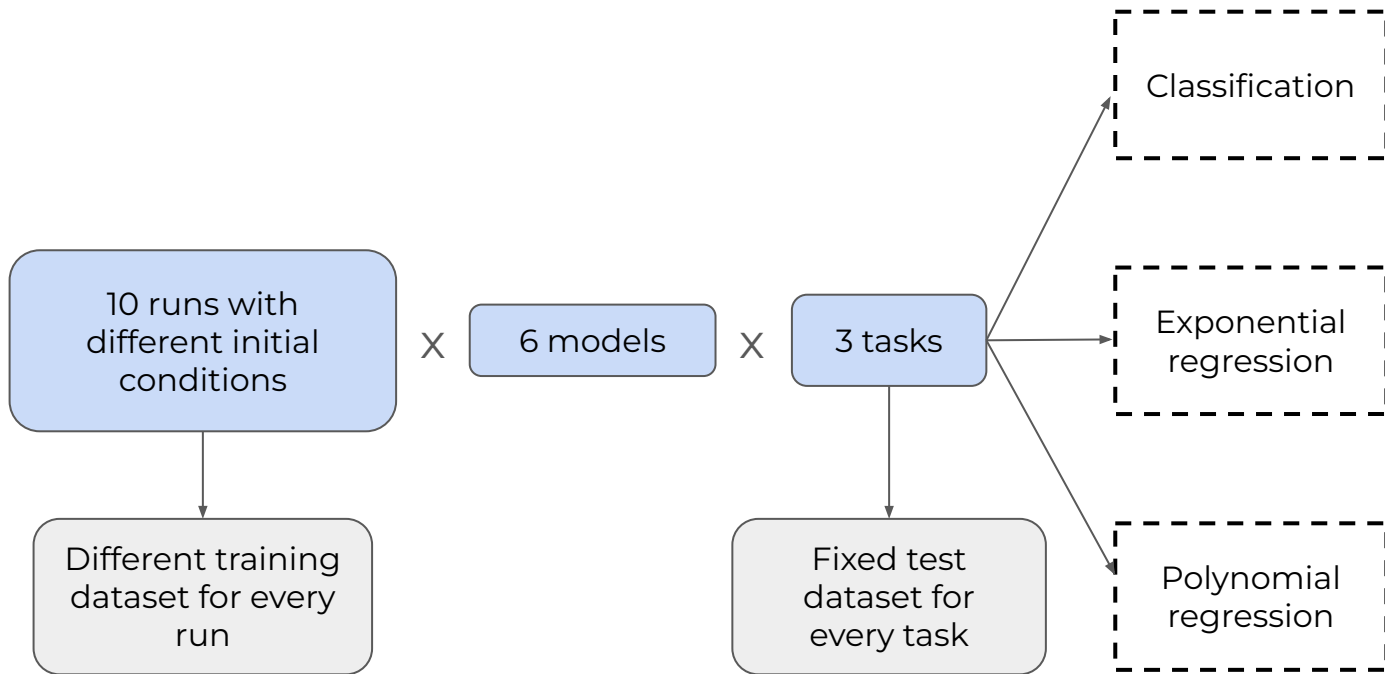 Classification
10 runs with
different initial
conditions
X
6 models
X
3 tasks
Exponential
regression
Different training
dataset for every
run
Fixed test
dataset for
every task
Polynomial
regression